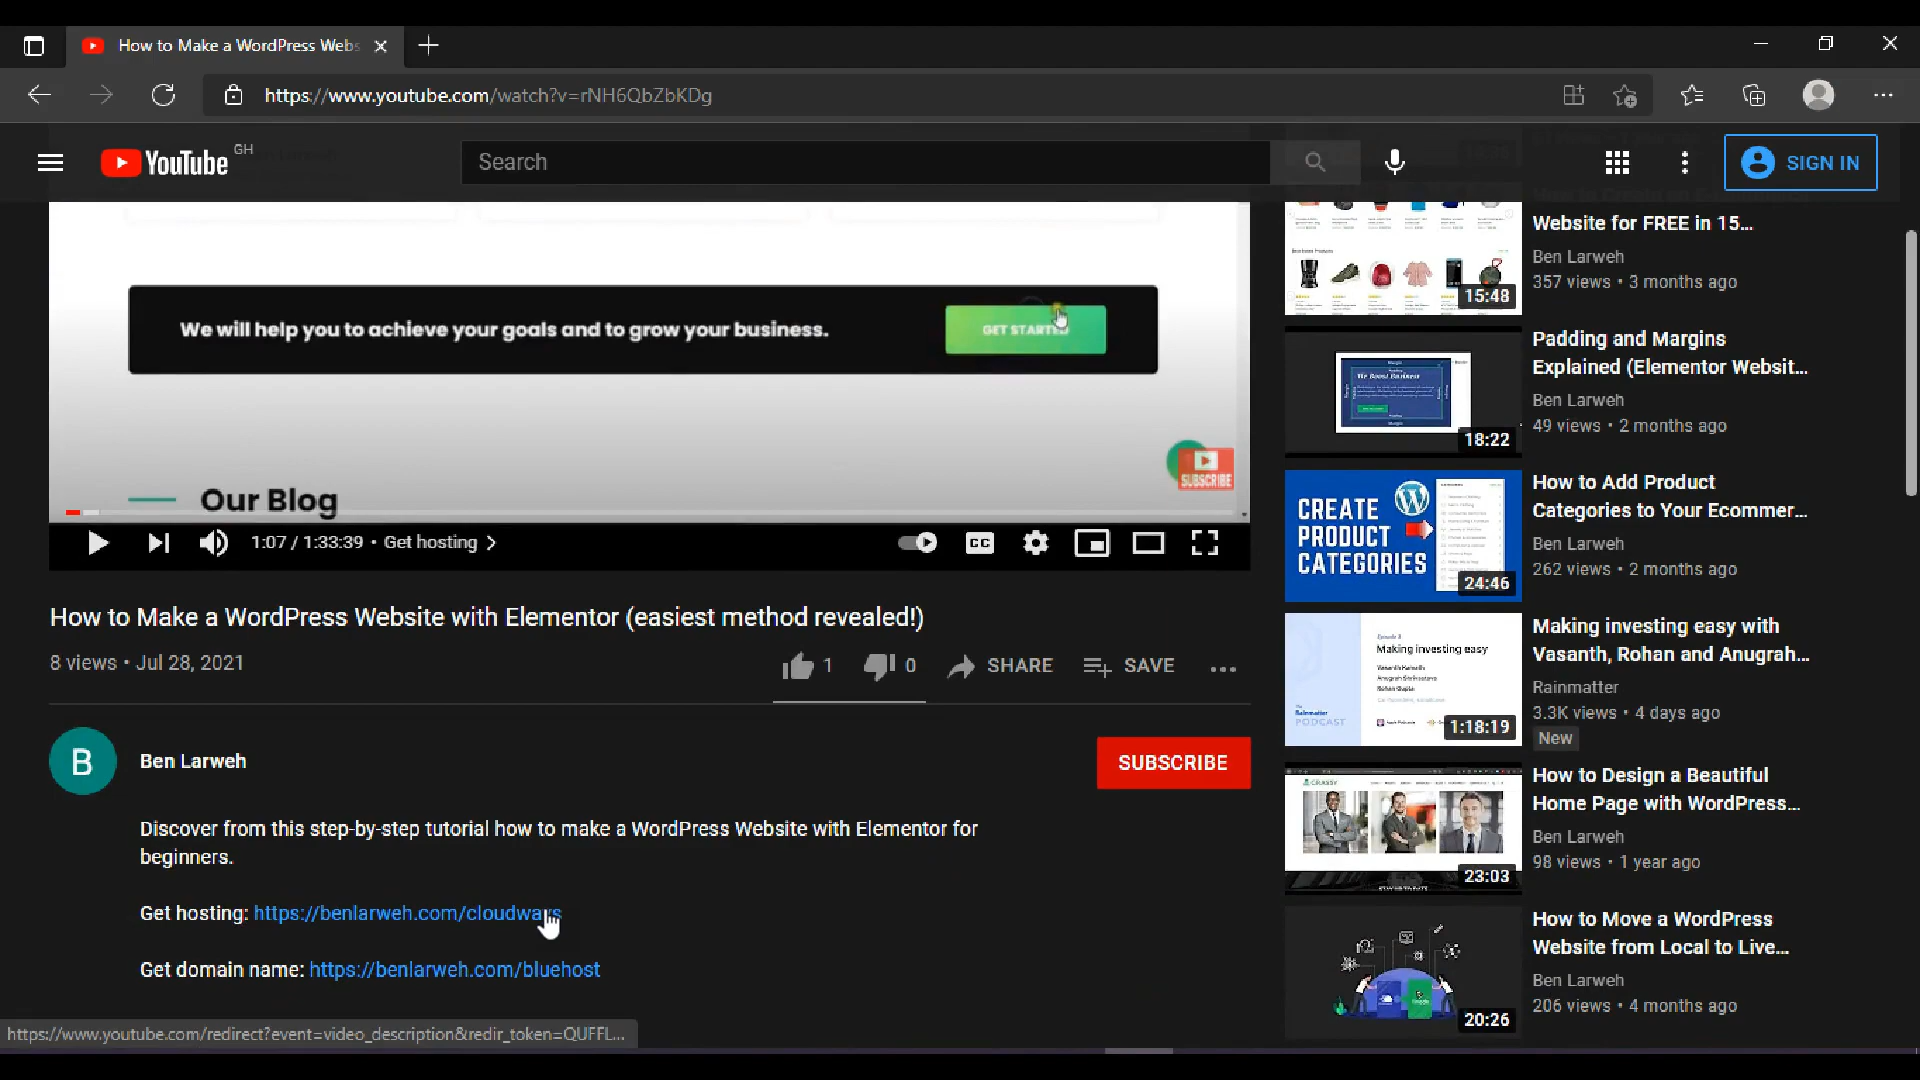 How to Make a WordPress Webs
https://www.youtube.com/watch?v=rNH6QbZbKDg
YouTube GH
Search
SIGN IN
We will help you to achieve your goals and to grow your business.
GET STARTED
Our Blog
SUBSCRIBE
1:07 / 1:33:39 • Get hosting
CC
How to Make a WordPress Website with Elementor (easiest method revealed!)
8 views • Jul 28, 2021
1
0
SHARE
SAVE
B
Ben Larweh
SUBSCRIBE
Discover from this step-by-step tutorial how to make a WordPress Website with Elementor for
beginners.
Get hosting: https://benlarweh.com/cloudways
Get domain name: https://benlarweh.com/bluehost
https://www.youtube.com/redirect?event=video_description&redir_token=QUFFL...
15:48
Website for FREE in 15...
Ben Larweh
357 views • 3 months ago
18:22
Padding and Margins
Explained (Elementor Websit...
Ben Larweh
49 views • 2 months ago
CREATE
PRODUCT
CATEGORIES
24:46
How to Add Product
Categories to Your Ecommer...
Ben Larweh
262 views • 2 months ago
Making investing easy
Vasanth Kamath
Anugrah Shrivastava
Rohan Gupta
Rainmatter
PODCAST
1:18:19
Making investing easy with
Vasanth, Rohan and Anugrah...
Rainmatter
3.3K views • 4 days ago
New
23:03
How to Design a Beautiful
Home Page with WordPress...
Ben Larweh
98 views • 1 year ago
20:26
How to Move a WordPress
Website from Local to Live...
Ben Larweh
206 views • 4 months ago